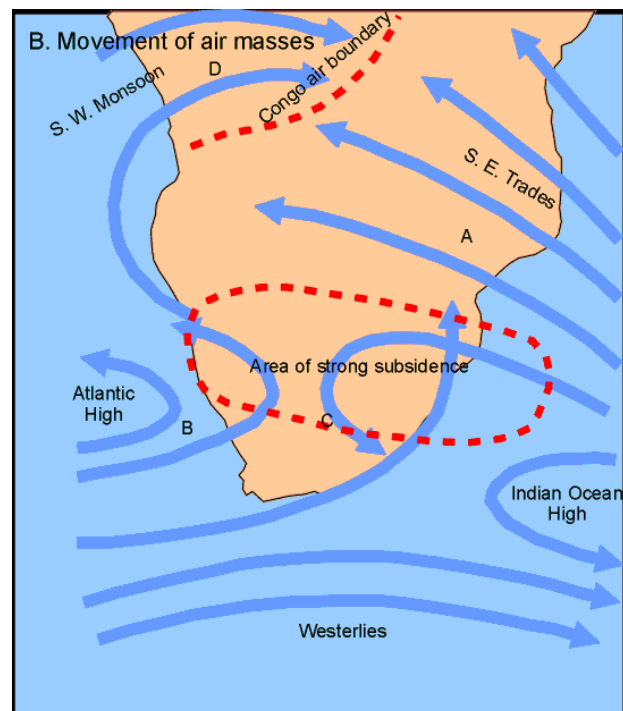 B. Movement of air masses
D
S. W. Monsoon
Congo air boundary
S. E. Trades
A
Area of strong subsidence
Atlantic
High
B
C
Indian Ocean
High
Westerlies